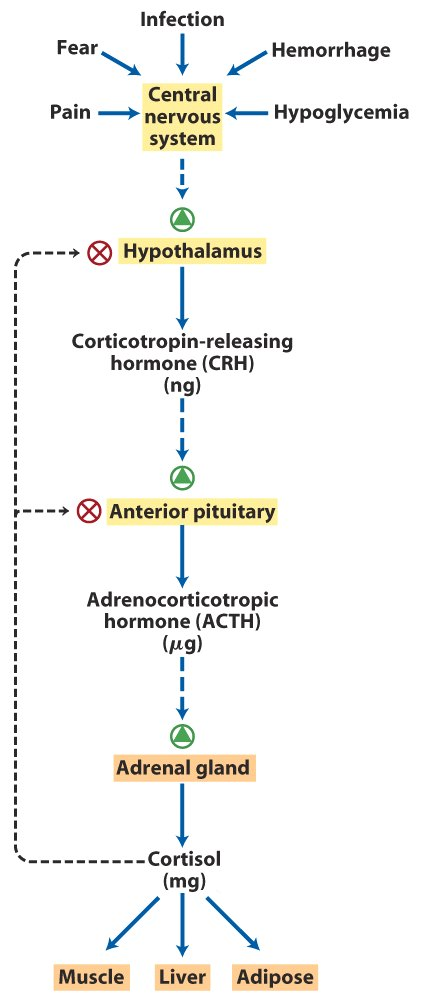 Infection
Fear
Hemorrhage
Central
nervous
system
Pain
Hypoglycemia
Hypothalamus
Corticotropin-releasing
hormone (CRH)
(ng)
Anterior pituitary
Adrenocorticotropic
hormone (ACTH)
(μg)
Adrenal gland
Cortisol
(mg)
Muscle
Liver
Adipose